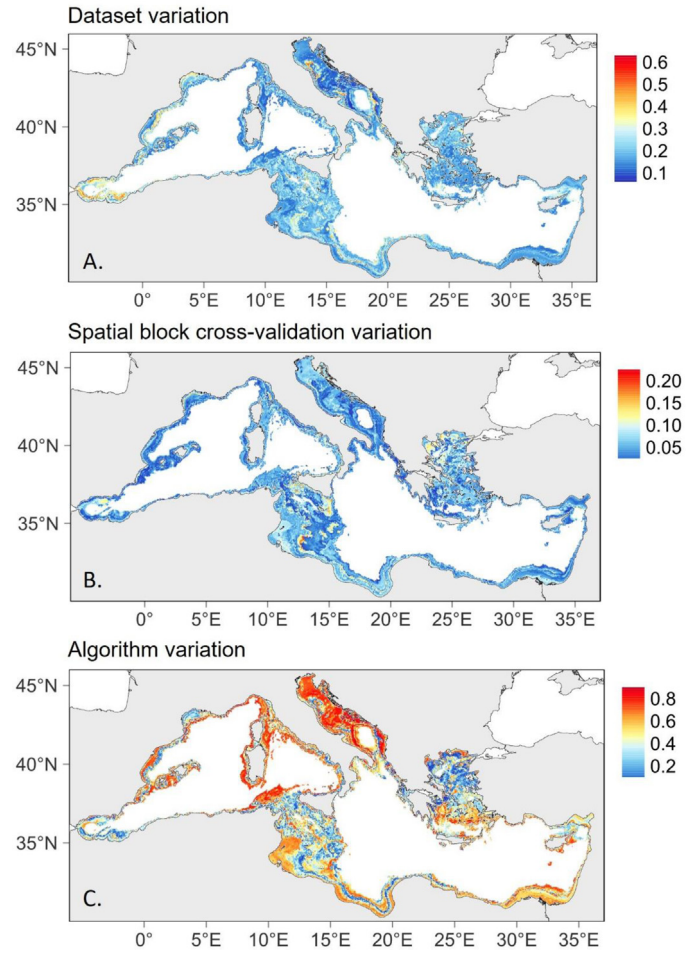 Dataset variation
45°N
40°N
35°N
0.6
0.5
0.4
0.3
0.2
0.1
A.
0° 5°E 10°E 15°E 20°E 25°E 30°E 35°E
Spatial block cross-validation variation
45°N
40°N
35°N
0.20
0.15
0.10
0.05
B.
0° 5°E 10°E 15°E 20°E 25°E 30°E 35°E
Algorithm variation
45°N
40°N
35°N
0.8
0.6
0.4
0.2
C.
0° 5°E 10°E 15°E 20°E 25°E 30°E 35°E